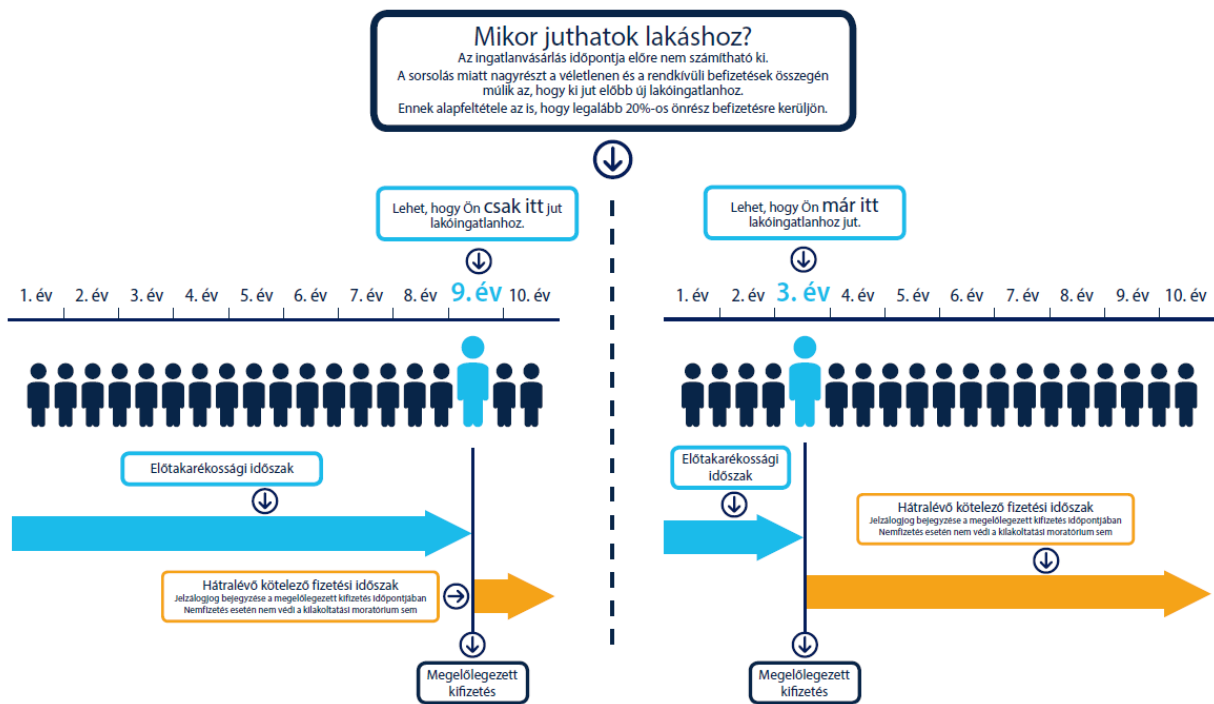 Mikor juthatok lakáshoz?
Az ingatlanvásárlás időpontja előre nem számítható ki.
A sorsolás miatt nagyrészt a véletlenen és a rendkívüli befizetések összegén
múlik az, hogy ki jut előbb új lakóingatlanhoz.
Ennek alapfeltétele az is, hogy legalább 20%-os önrész befizetésre kerüljön.
Lehet, hogy Ön csak itt jut
lakóingatlanhoz.
1. év 2. év 3. év 4. év 5. év 6. év 7. év 8. év 9. év 10. év
Előtakarékossági időszak
Hátralévő kötelező fizetési időszak
Jelzálogjog bejegyzése a megelőlegezett kifizetés időpontjában
Nemfizetés esetén nem védi a kilakoltatási moratórium sem
Megelőlegezett
kifizetés
Lehet, hogy Ön már itt
lakóingatlanhoz jut.
1. év 2. év 3. év 4. év 5. év 6. év 7. év 8. év 9. év 10. év
Előtakarékossági
időszak
Hátralévő kötelező fizetési időszak
Jelzálogjog bejegyzése a megelőlegezett kifizetés időpontjában
Nemfizetés esetén nem védi a kilakoltatási moratórium sem
Megelőlegezett
kifizetés